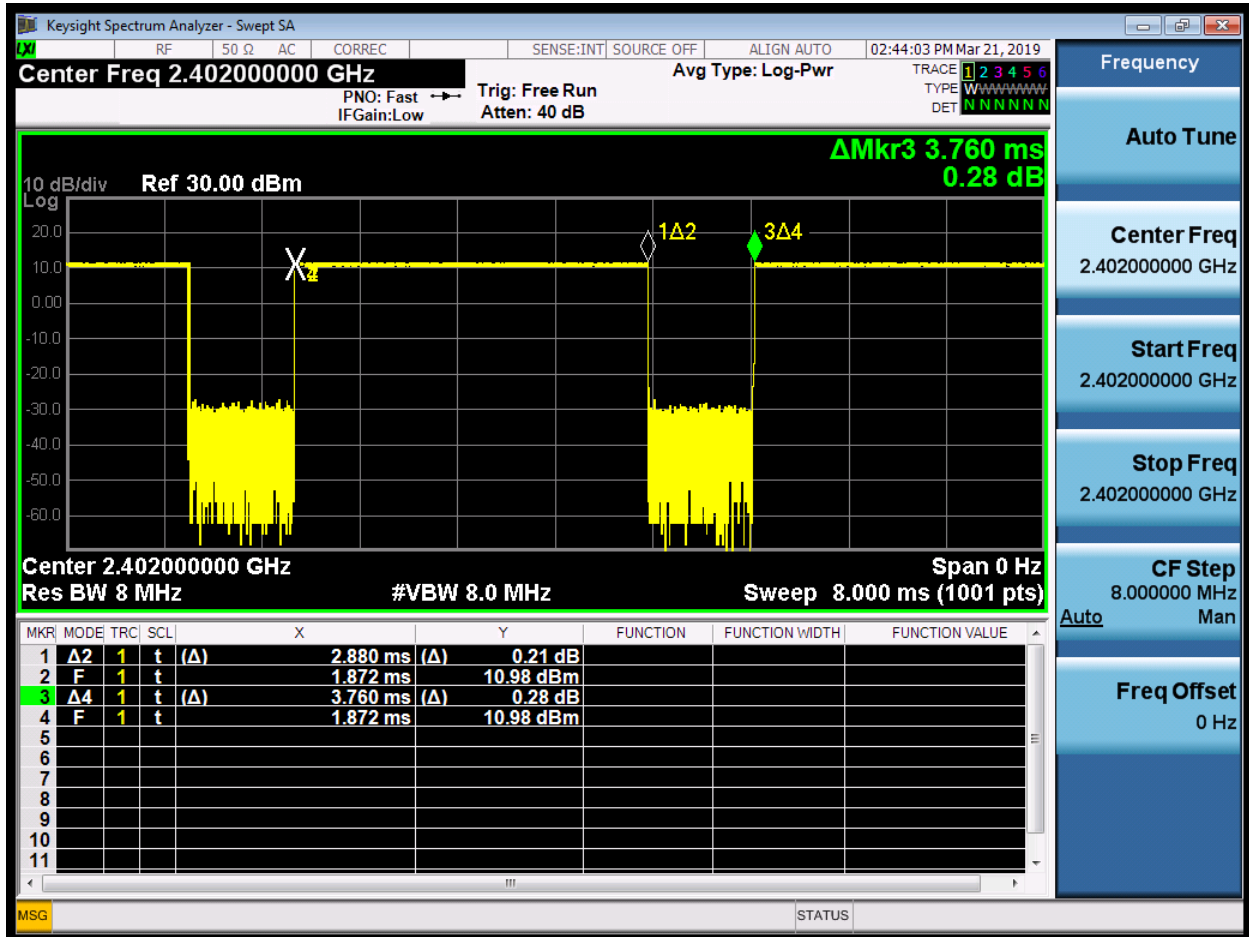 Keysight Spectrum Analyzer - Swept SA
LXI RF 50 Ω AC CORREC SENSE:INT SOURCE OFF ALIGN AUTO 02:44:03 PM Mar 21, 2019
Center Freq 2.402000000 GHz
PNO: Fast
IFGain:Low
Trig: Free Run
Atten: 40 dB
Avg Type: Log-Pwr
TRACE 1 2 3 4 5 6
TYPE WWWWWW
DET N N N N N N
ΔMkr3 3.760 ms
0.28 dB
10 dB/div Ref 30.00 dBm
Log
20.0
10.0
0.00
-10.0
-20.0
-30.0
-40.0
-50.0
-60.0
1Δ2
3Δ4
4
Center 2.402000000 GHz Span 0 Hz
Res BW 8 MHz #VBW 8.0 MHz Sweep 8.000 ms (1001 pts)
MKR MODE TRC SCL X Y FUNCTION FUNCTION WIDTH FUNCTION VALUE
1 Δ2 1 t (Δ) 2.880 ms (Δ) 0.21 dB
2 F 1 t 1.872 ms 10.98 dBm
3 Δ4 1 t (Δ) 3.760 ms (Δ) 0.28 dB
4 F 1 t 1.872 ms 10.98 dBm
5
6
7
8
9
10
11
MSG STATUS
Frequency
Auto Tune
Center Freq
2.402000000 GHz
Start Freq
2.402000000 GHz
Stop Freq
2.402000000 GHz
CF Step
8.000000 MHz
Auto Man
Freq Offset
0 Hz